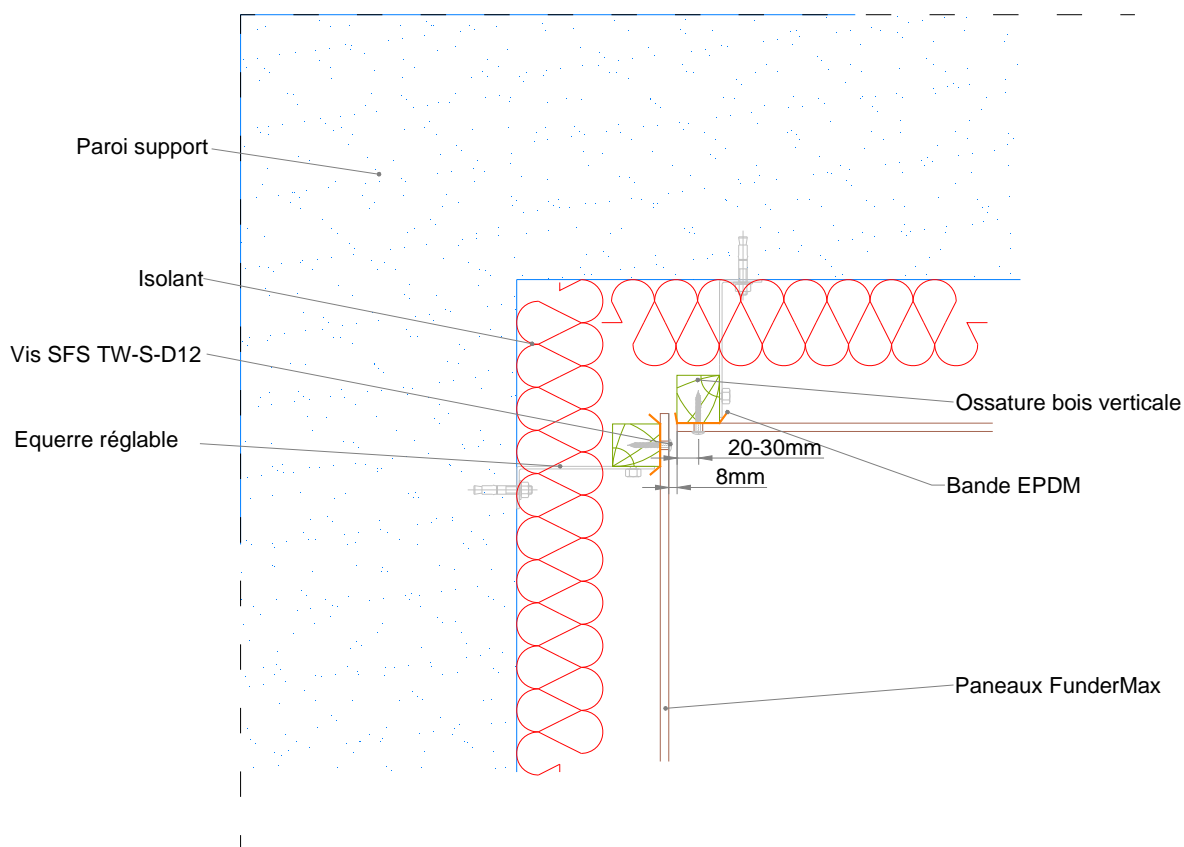 Paroi support
Isolant
Vis SFS TW-S-D12
Equerre réglable
Ossature bois verticale
20-30mm
8mm
Bande EPDM
Paneaux FunderMax